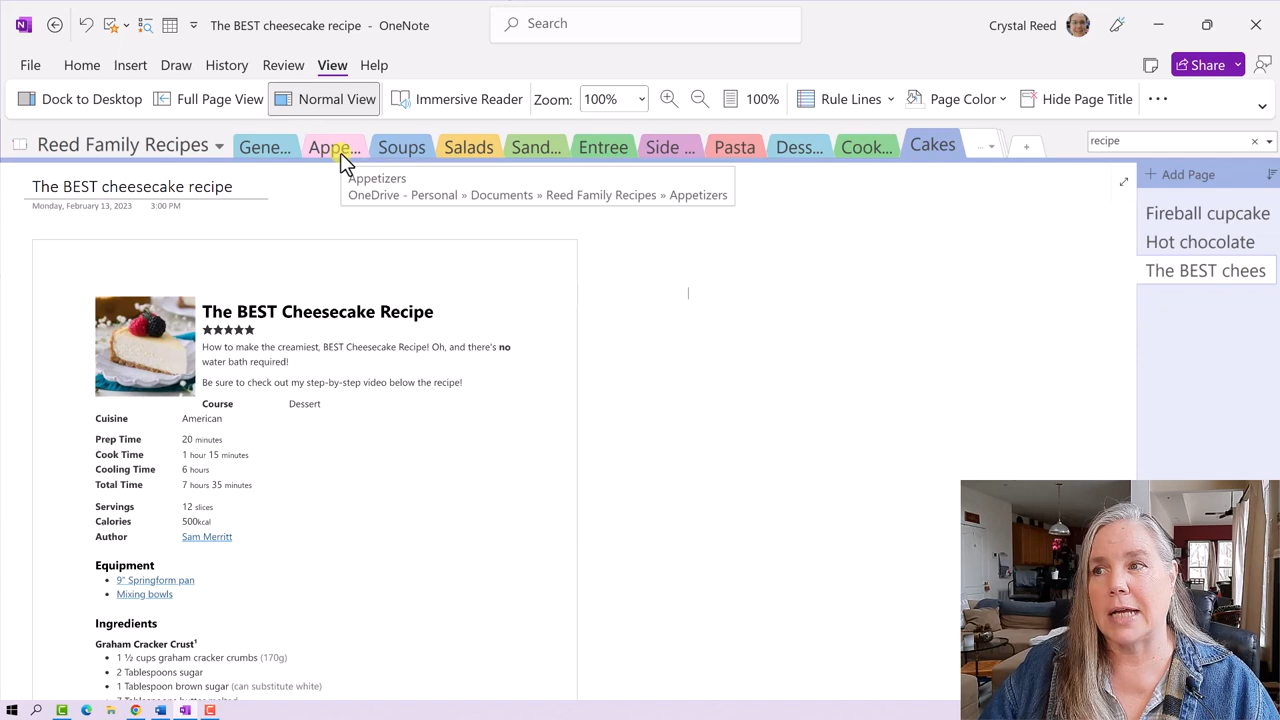 The BEST cheesecake recipe - OneNote
Search
Crystal Reed
File Home Insert Draw History Review View Help
Share
Dock to Desktop Full Page View Normal View Immersive Reader Zoom: 100% 100% Rule Lines Page Color Hide Page Title
Reed Family Recipes Gene... Appe... Soups Salads Sand... Entree Side ... Pasta Dess... Cook... Cakes ... +
recipe
Appetizers
OneDrive - Personal » Documents » Reed Family Recipes » Appetizers
Add Page
Fireball cupcake
Hot chocolate
The BEST chees
The BEST cheesecake recipe
Monday, February 13, 2023 3:00 PM
The BEST Cheesecake Recipe
★★★★★
How to make the creamiest, BEST Cheesecake Recipe! Oh, and there's no
water bath required!
Be sure to check out my step-by-step video below the recipe!
Course Dessert
Cuisine American
Prep Time 20 minutes
Cook Time 1 hour 15 minutes
Cooling Time 6 hours
Total Time 7 hours 35 minutes
Servings 12 slices
Calories 500kcal
Author Sam Merritt
Equipment
• 9" Springform pan
• Mixing bowls
Ingredients
Graham Cracker Crust¹
• 1 ½ cups graham cracker crumbs (170g)
• 2 Tablespoons sugar
• 1 Tablespoon brown sugar (can substitute white)